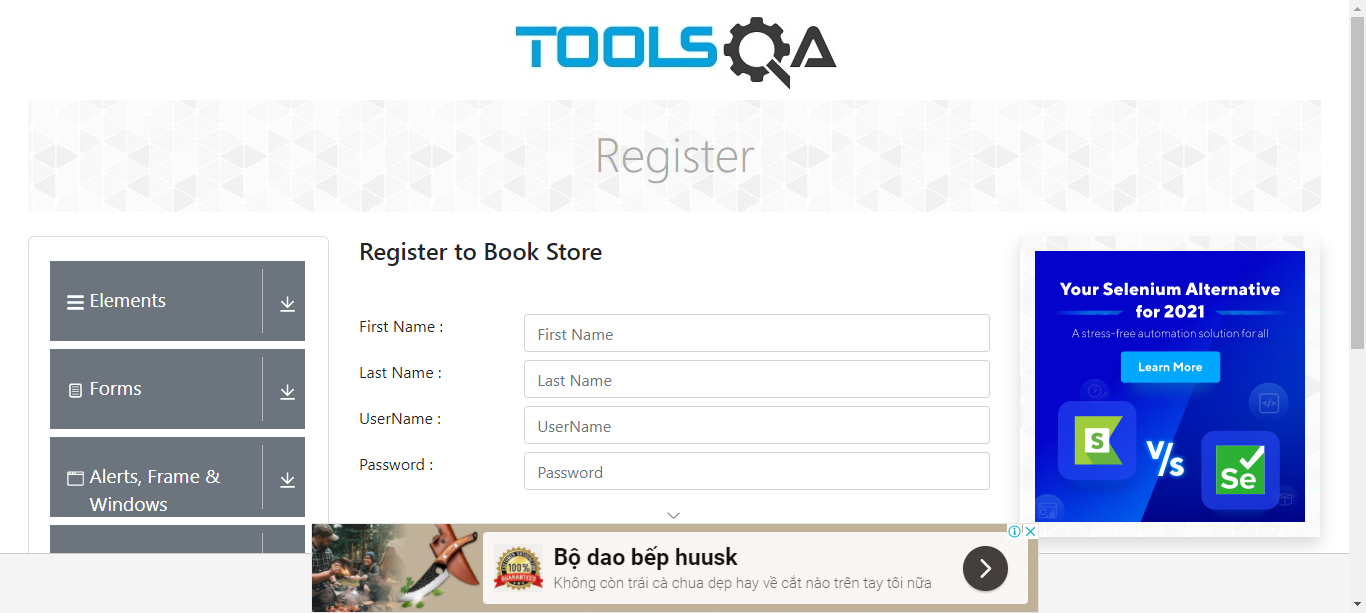 TOOLSQA
Register
Elements
Forms
Alerts, Frame &
Windows
Register to Book Store
First Name :
First Name
Last Name :
Last Name
UserName :
UserName
Password :
Password
Your Selenium Alternative
for 2021
A stress-free automation solution for all
Learn More
S
V/s
Se
100%
GUARANTEED
Bộ dao bếp huusk
Không còn trái cà chua dẹp hay về cắt nào trên tay tôi nữa